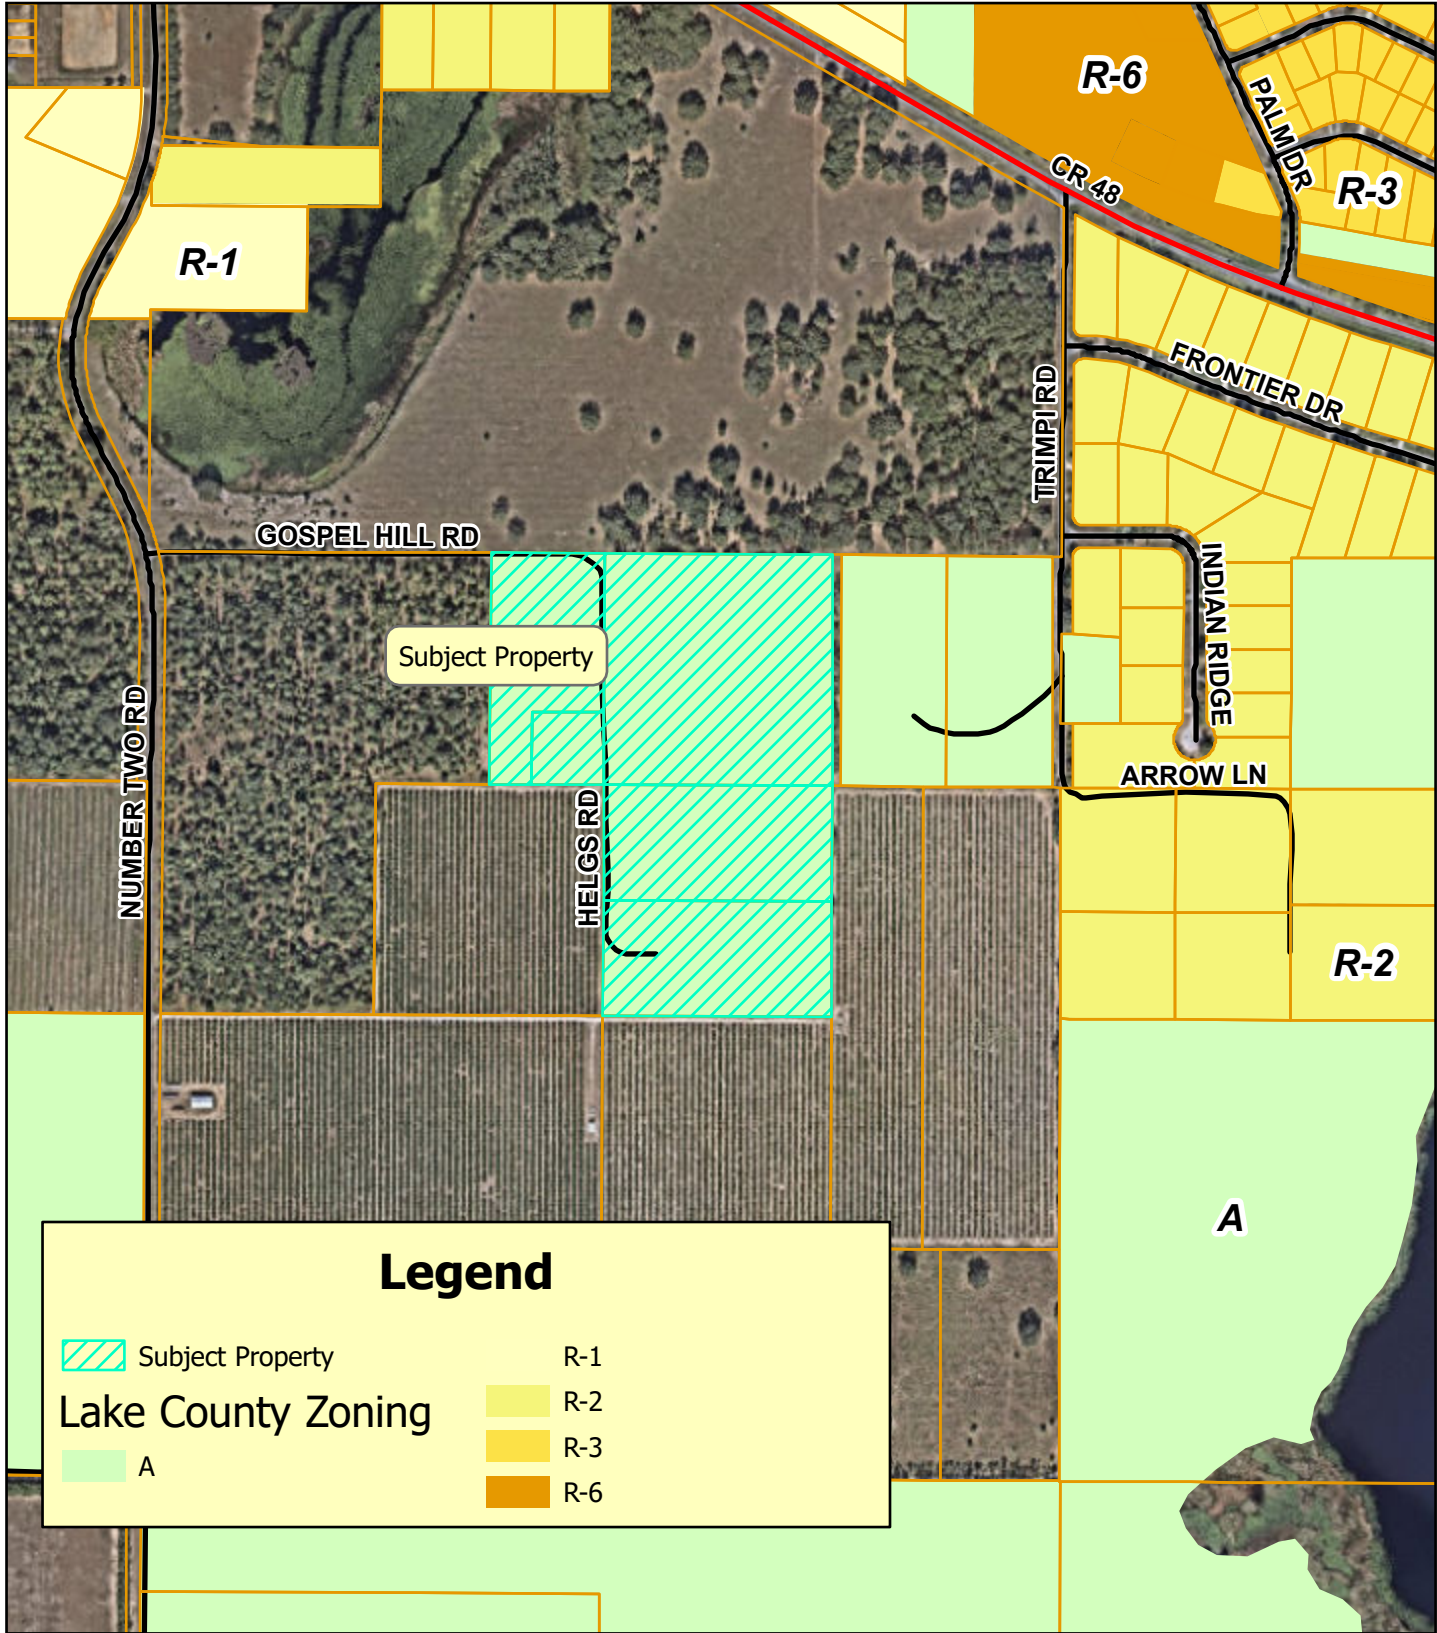 R-6
PALM DR
R-3
CR 48
R-1
FRONTIER DR
TRIMPI RD
GOSPEL HILL RD
INDIAN RIDGE
Subject Property
NUMBER TWO RD
HELGS RD
ARROW LN
R-2
A
Legend
Subject Property
Lake County Zoning
A
R-1
R-2
R-3
R-6